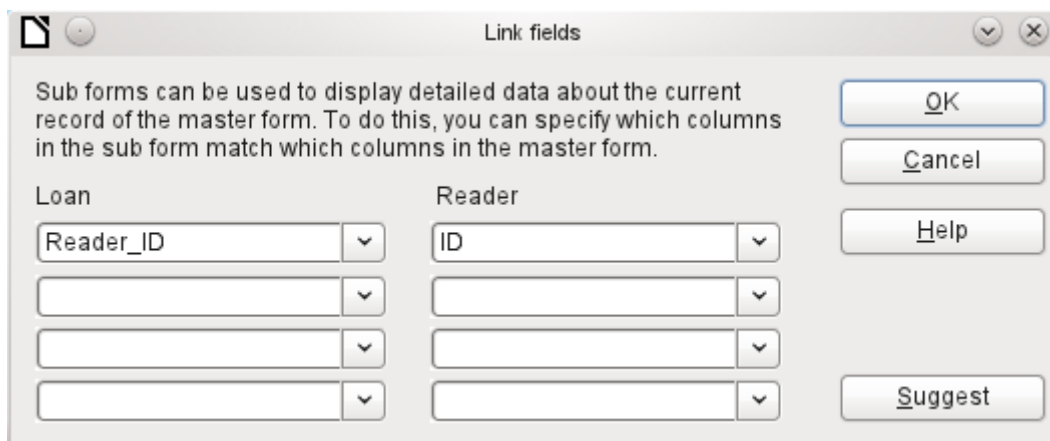 Link fields
Sub forms can be used to display detailed data about the current
record of the master form. To do this, you can specify which columns
in the sub form match which columns in the master form.
OK
Cancel
Loan Reader
Reader_ID ID
Help
Suggest